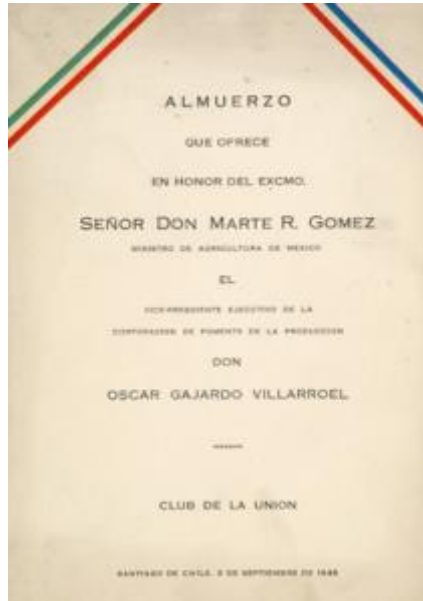 ALMUERZO
QUE OFRECE
EN HONOR DEL EXCMO.
SEÑOR DON MARTE R. GOMEZ
MINISTRO DE AGRICULTURA DE MEXICO
EL
VICE-PRESIDENTE EJECUTIVO DE LA
CORPORACION DE FOMENTO DE LA PRODUCCION
DON
OSCAR GAJARDO VILLARROEL
CLUB DE LA UNION
SANTIAGO DE CHILE, DE SEPTIEMBRE DE